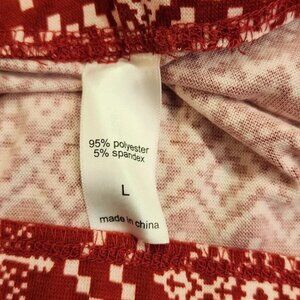 95% polyester
5% spandex
L
made in china